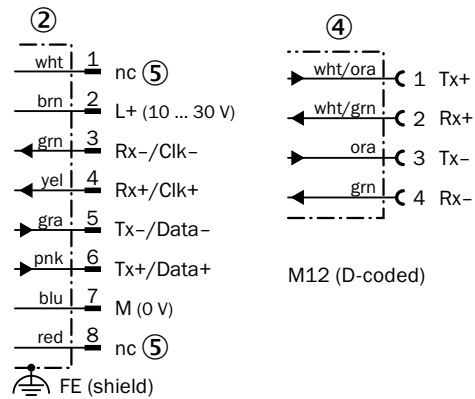 ②
wht 1 nc ⑤
brn 2 L+ (10 ... 30 V)
grn 3 Rx–/Clk–
yel 4 Rx+/Clk+
gra 5 Tx–/Data–
pnk 6 Tx+/Data+
blu 7 M (0 V)
red 8 nc ⑤
FE (shield)
④
wht/ora 1 Tx+
wht/grn 2 Rx+
ora 3 Tx–
grn 4 Rx–
M12 (D-coded)